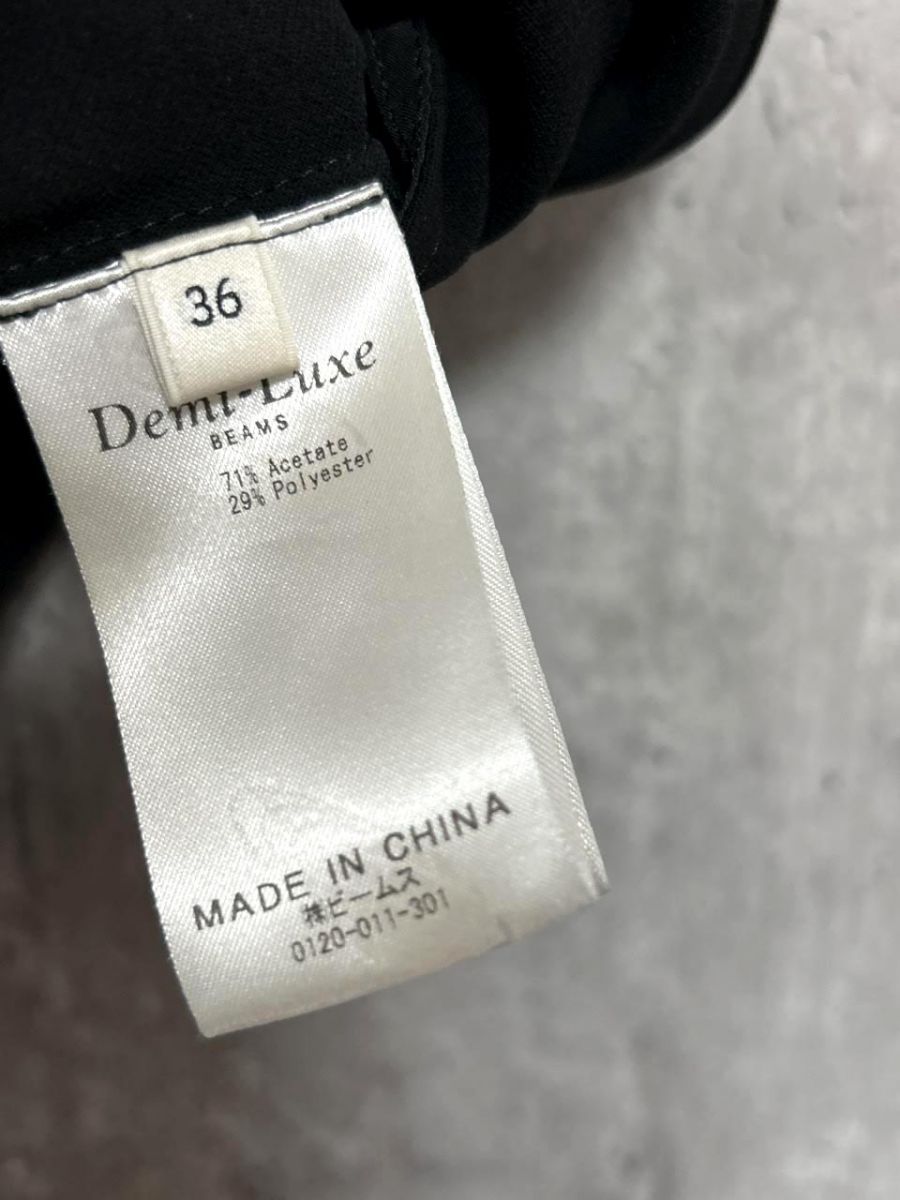 36
Demi-Luxe
BEAMS
71% Acetate
29% Polyester
MADE IN CHINA
㈱ビームス
0120-011-301